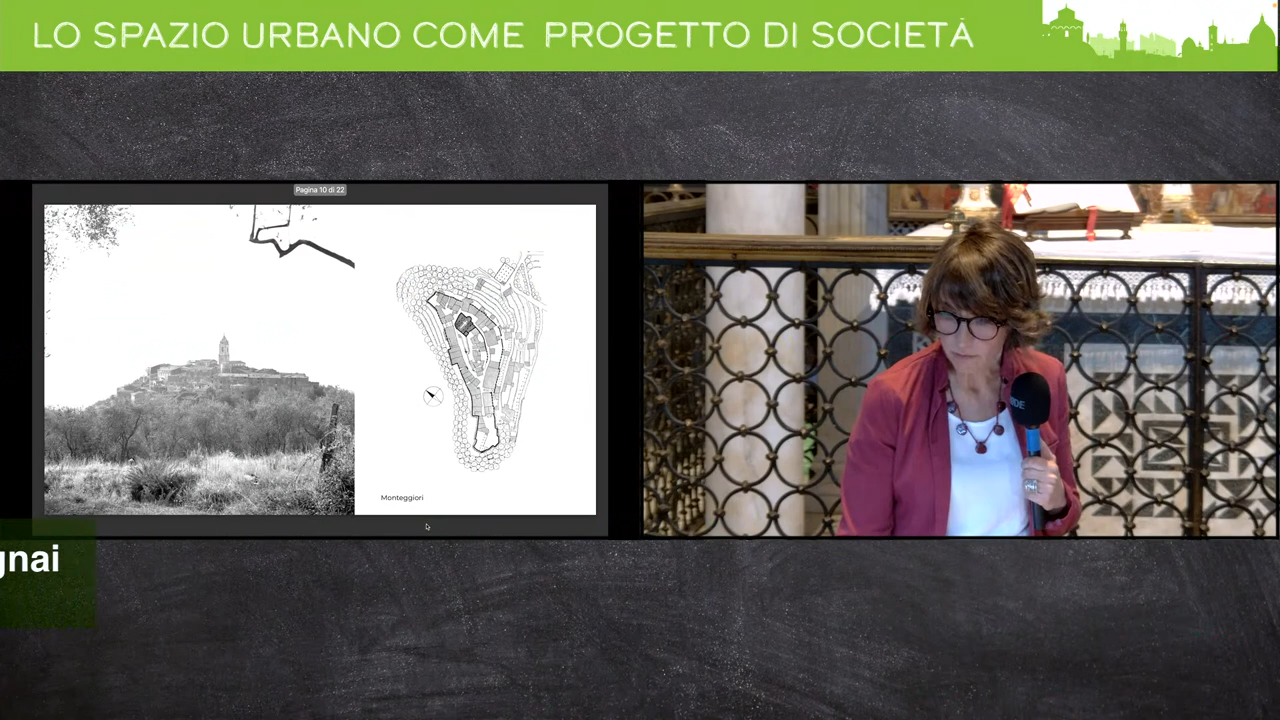 LO SPAZIO URBANO COME PROGETTO DI SOCIETÀ
Pagina 10 di 22
Monteggiori
gnai